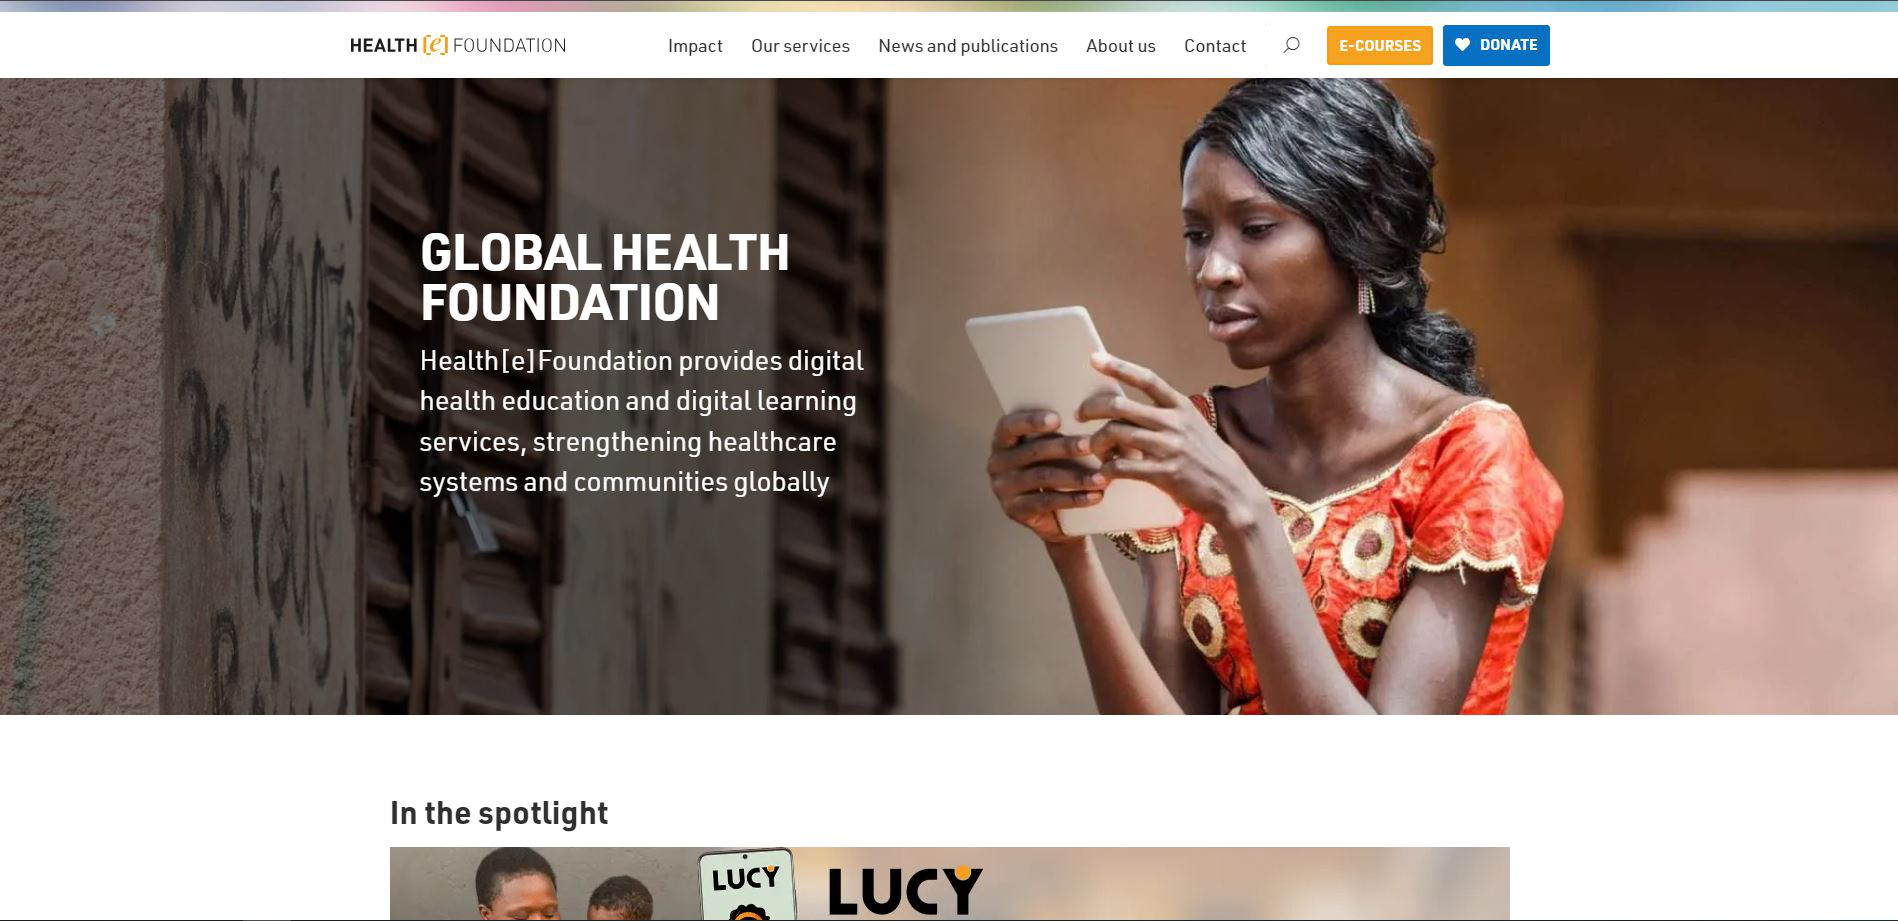 HEALTH [e] FOUNDATION
Impact Our services News and publications About us Contact E-COURSES DONATE
GLOBAL HEALTH
FOUNDATION
Health[e]Foundation provides digital
health education and digital learning
services, strengthening healthcare
systems and communities globally
In the spotlight
LUCY LUCY